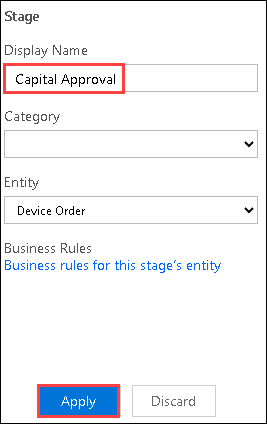 Stage
Display Name
Capital Approval
Category
Entity
Device Order
Business Rules
Business rules for this stage's entity
Apply
Discard